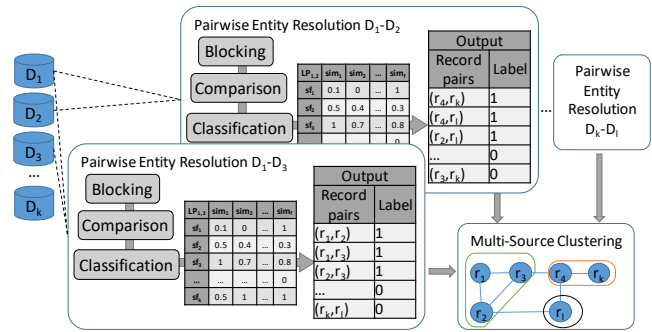 D1
D2
D3
...
Dk
Pairwise Entity Resolution D1-D2
Blocking
Comparison
Classification
LP1,2 sim1 sim2 ... simf
sf1 0.1 0 ... 1
sf2 0.5 0.4 ... 0.3
sf3 1 0.7 ... 0.8
0
Output
Record pairs Label
(r4,rk) 1
(r4,rl) 1
(r2,rl) 1
... 0
(r3,rk) 0
...
Pairwise Entity Resolution Dk-Dl
Pairwise Entity Resolution D1-D3
Blocking
Comparison
Classification
LP1,2 sim1 sim2 ... simf
sf1 0.1 0 ... 1
sf2 0.5 0.4 ... 0.3
sf3 1 0.7 ... 0.8
... ... ... ... 0
sfk 0.5 1 ... 1
Output
Record pairs Label
(r1,r2) 1
(r1,r3) 1
(r2,r3) 1
... 0
(rk,rl) 0
Multi-Source Clustering
r1 r3 r4 rk
r2 rl